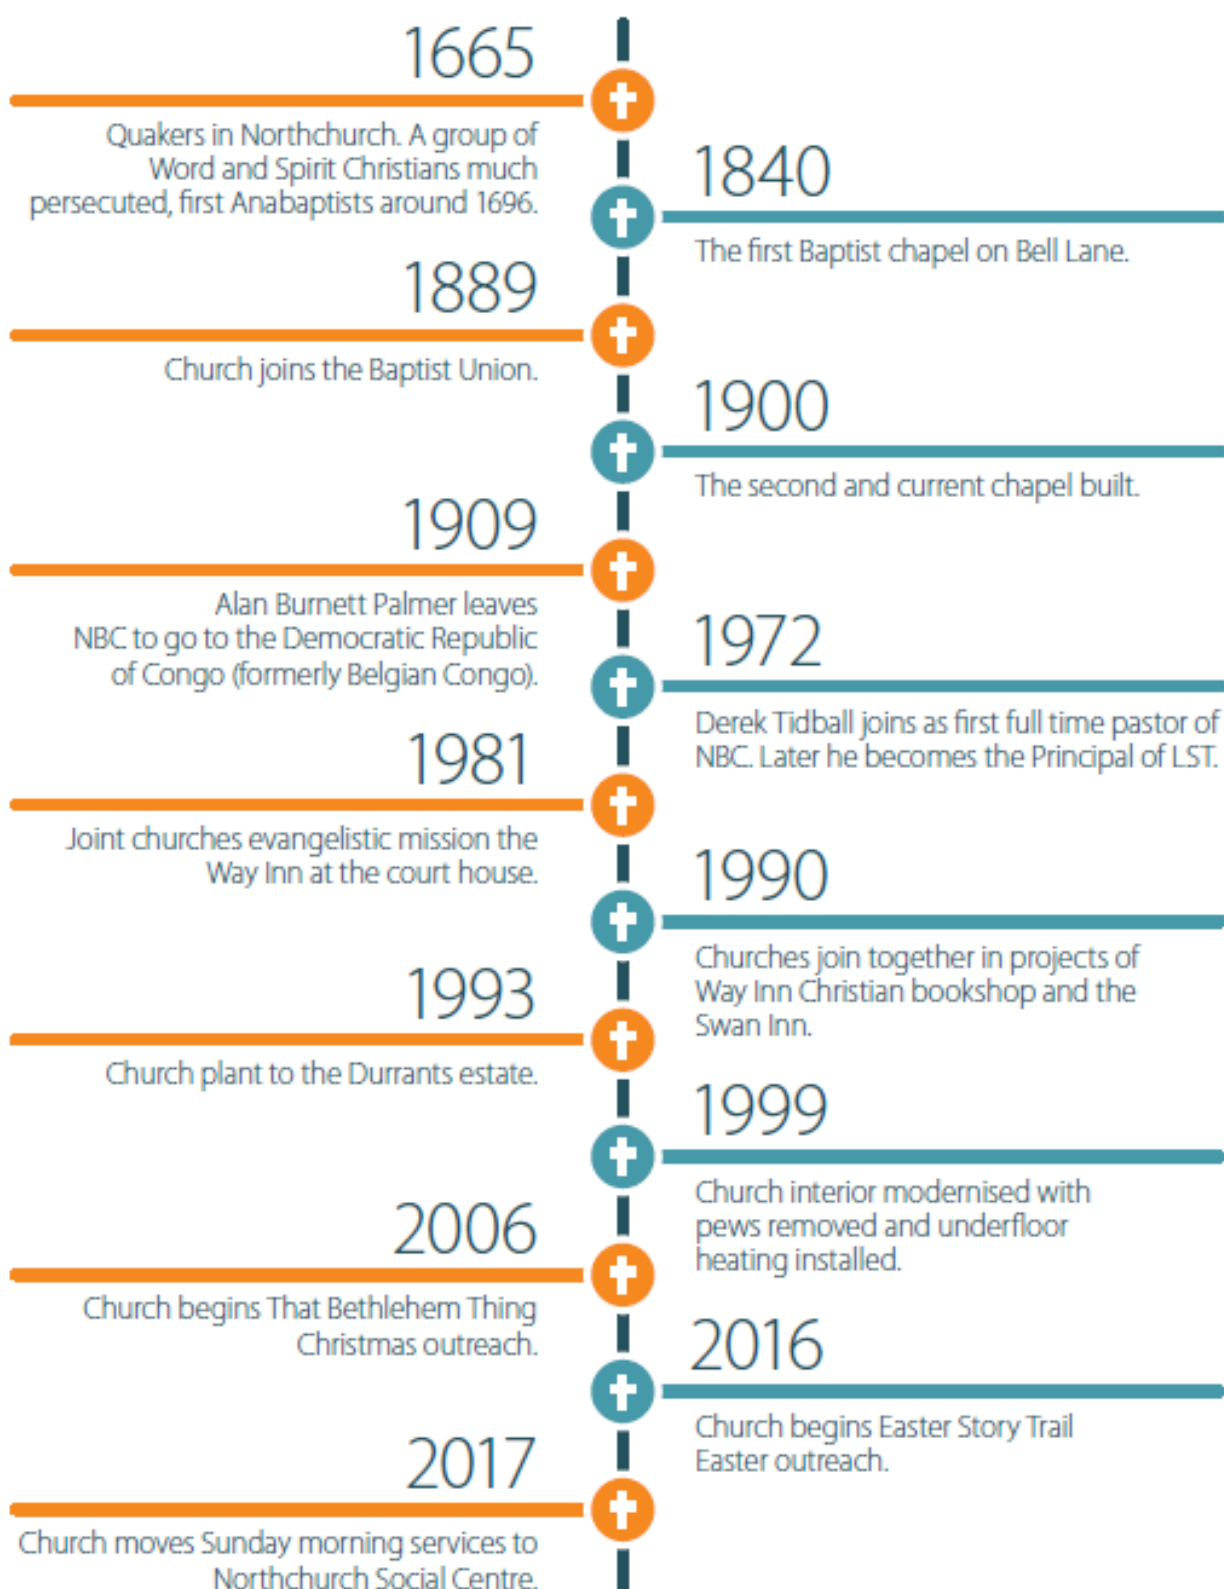 1665
Quakers in Northchurch. A group of
Word and Spirit Christians much
persecuted, first Anabaptists around 1696.
1840
The first Baptist chapel on Bell Lane.
1889
Church joins the Baptist Union.
1900
The second and current chapel built.
1909
Alan Burnett Palmer leaves
NBC to go to the Democratic Republic
of Congo (formerly Belgian Congo).
1972
Derek Tidball joins as first full time pastor of
NBC. Later he becomes the Principal of LST.
1981
Joint churches evangelistic mission the
Way Inn at the court house.
1990
Churches join together in projects of
Way Inn Christian bookshop and the
Swan Inn.
1993
Church plant to the Durrants estate.
1999
Church interior modernised with
pews removed and underfloor
heating installed.
2006
Church begins That Bethlehem Thing
Christmas outreach.
2016
Church begins Easter Story Trail
Easter outreach.
2017
Church moves Sunday morning services to
Northchurch Social Centre.